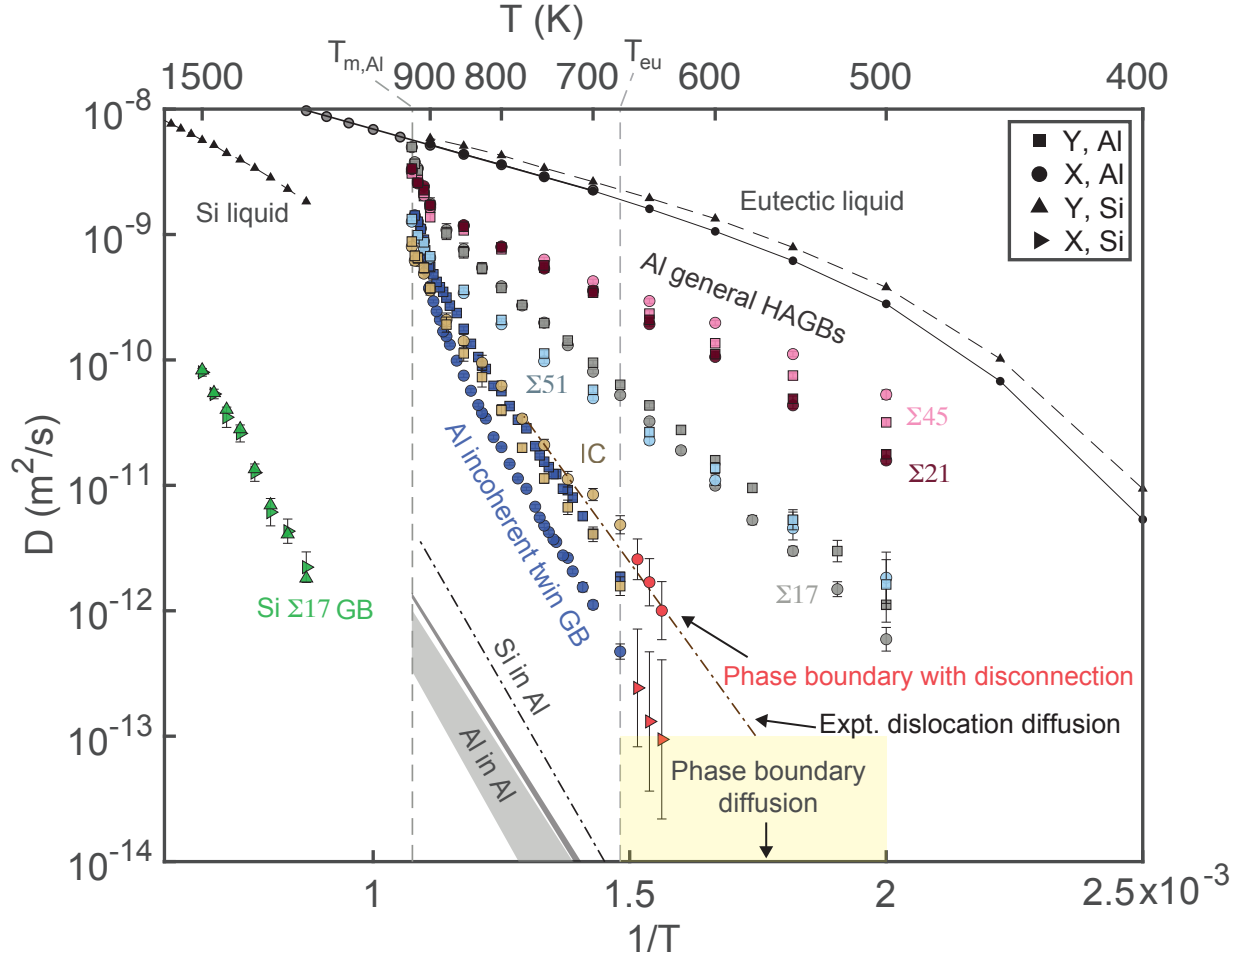 T (K)
T_m,Al
T_eu
1500
900
800
700
600
500
400
10^-8
10^-9
10^-10
10^-11
10^-12
10^-13
10^-14
D (m^2/s)
Y, Al
X, Al
Y, Si
X, Si
Si liquid
Eutectic liquid
Al general HAGBs
Σ51
Σ45
Σ21
IC
Al incoherent twin GB
Σ17
Si Σ17 GB
Si in Al
Al in Al
Phase boundary with disconnection
Expt. dislocation diffusion
Phase boundary
diffusion
1
1.5
2
2.5x10^-3
1/T